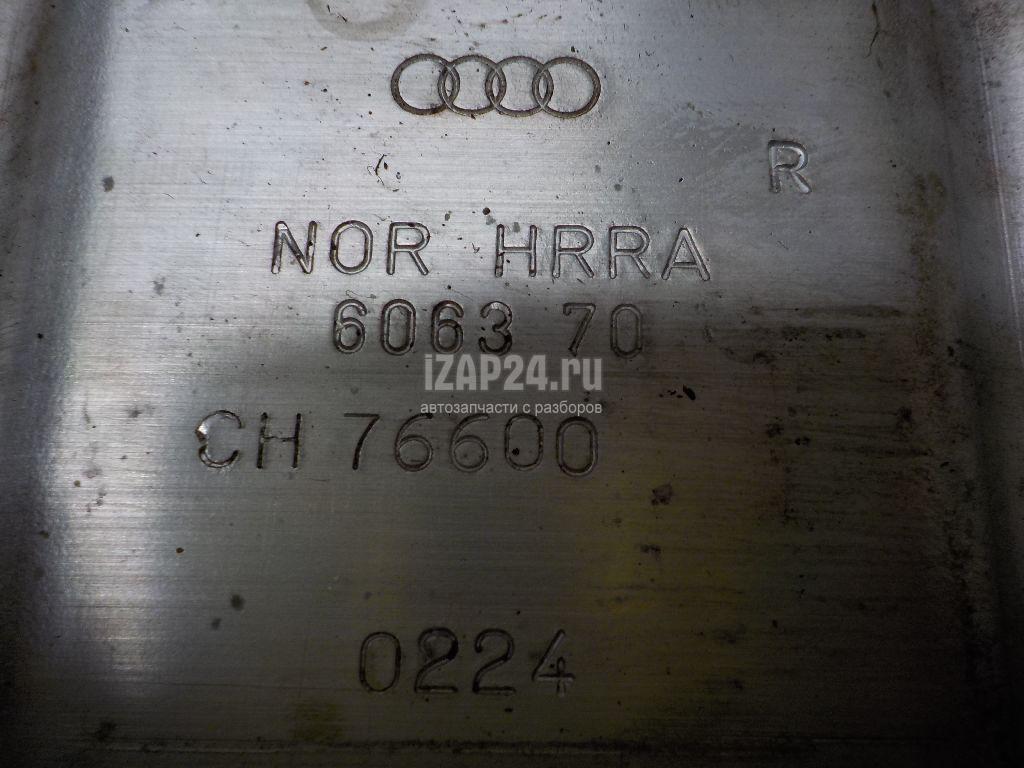 R
NOR HRRA
6063 70
iZAP24.ru
автозапчасти с разборов
CH 76600
0224